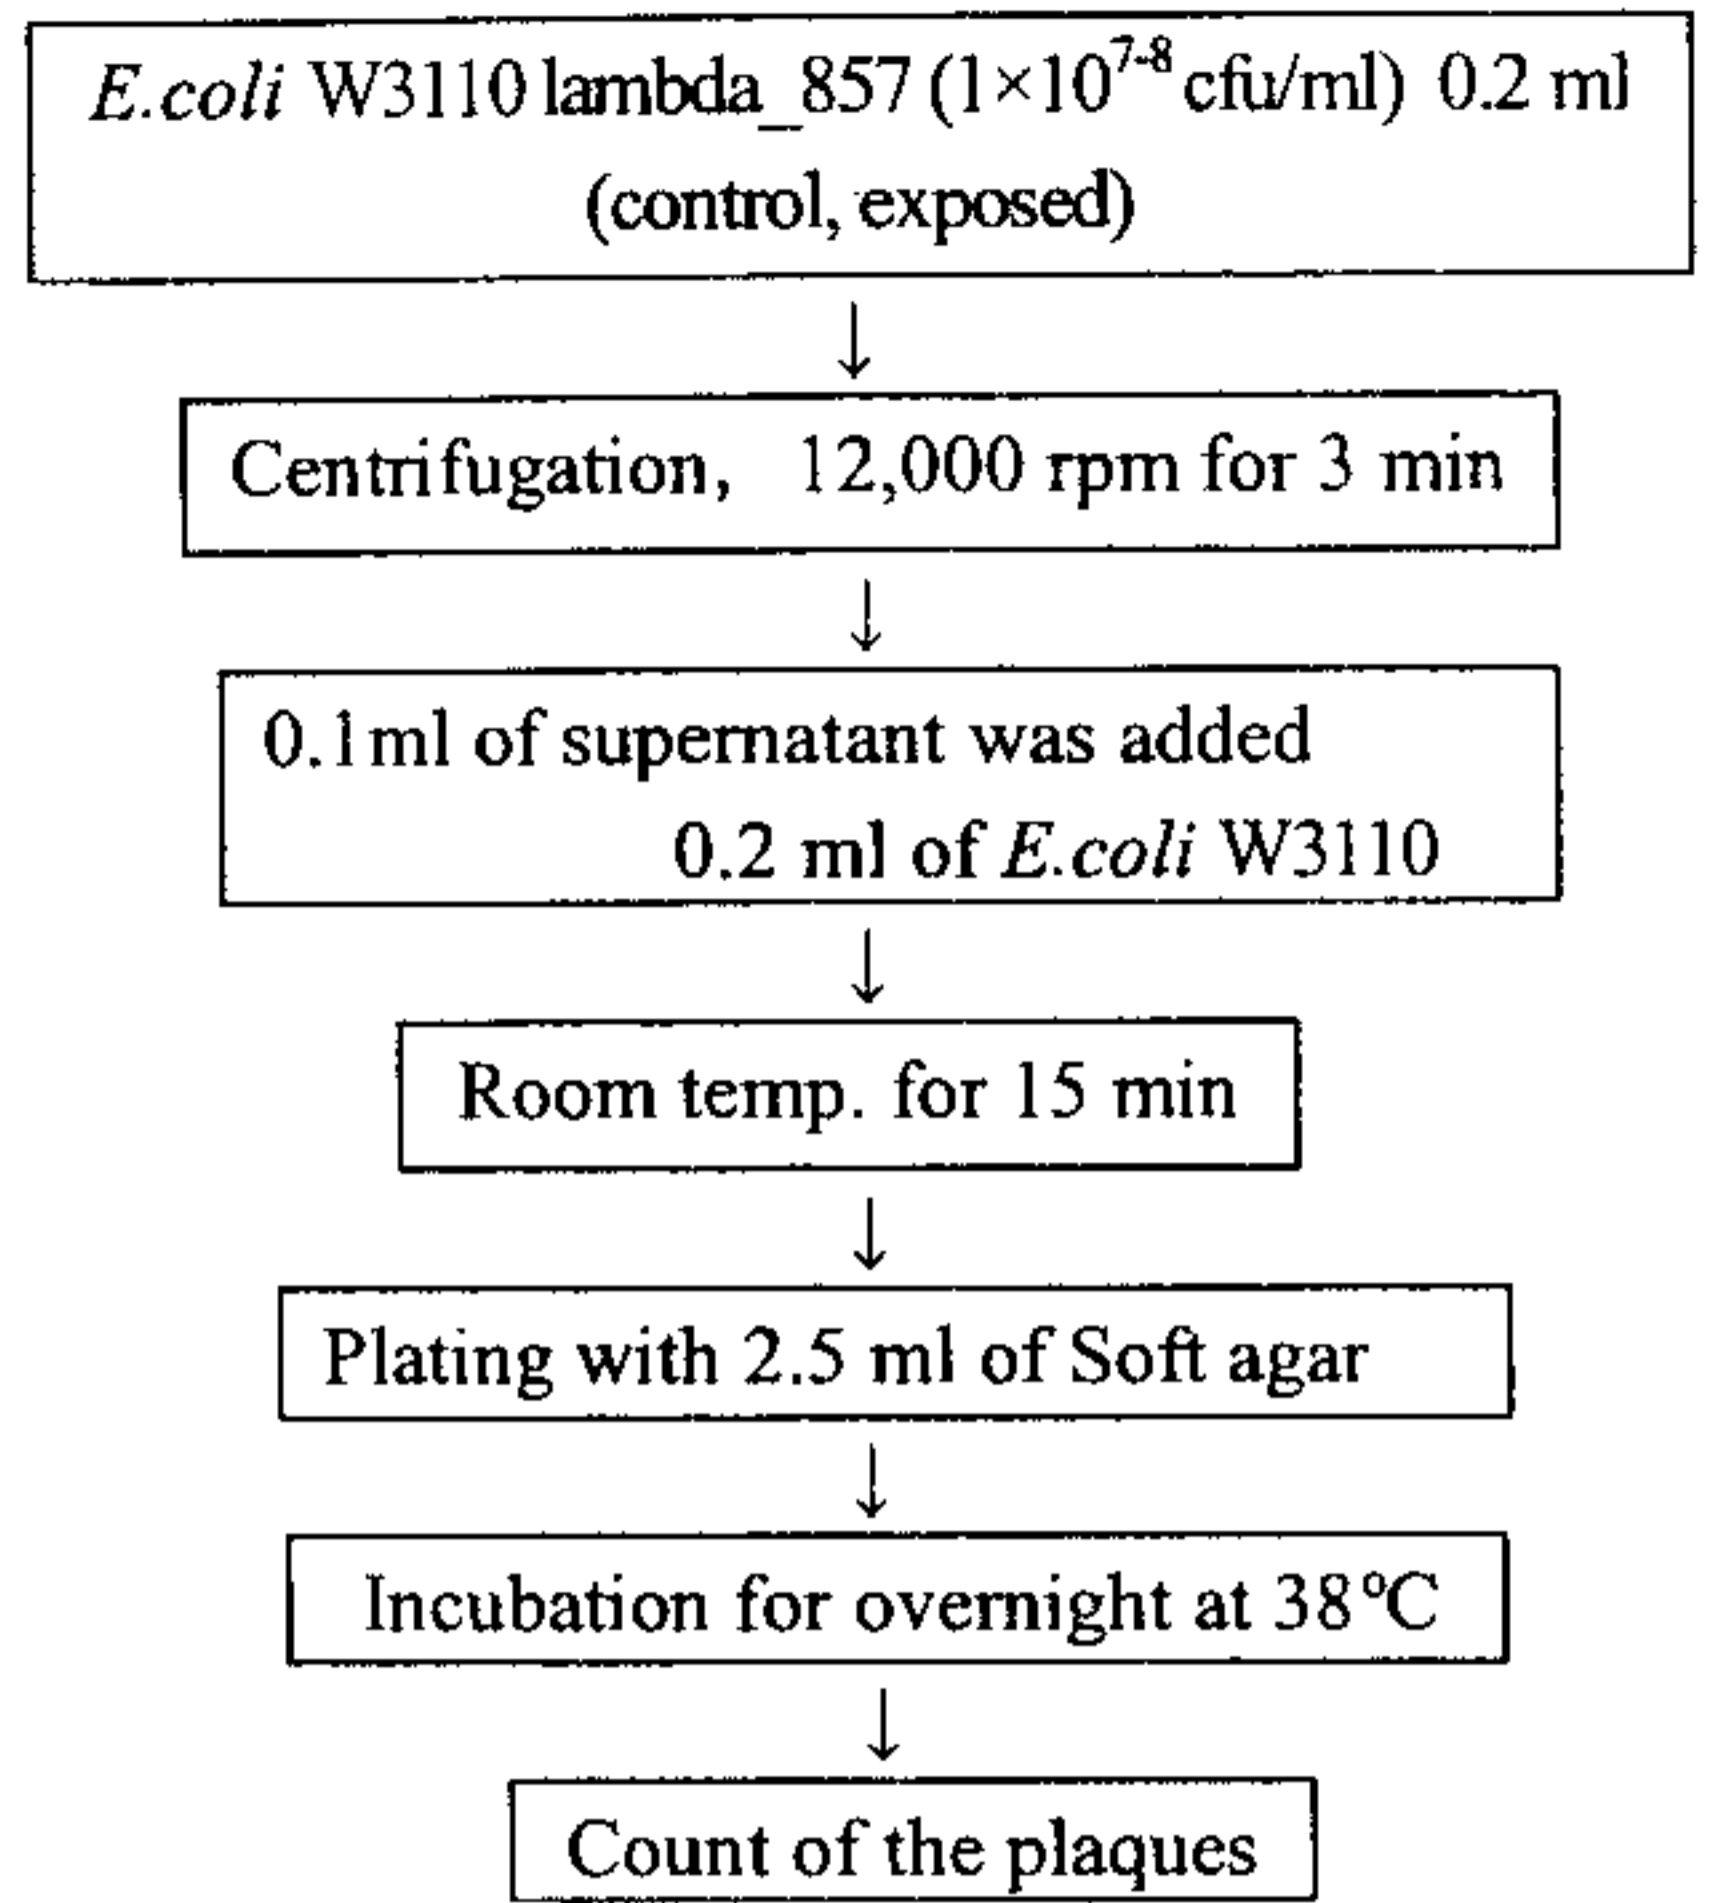 E.coli W3110 lambda_857 (1×10⁷⁻⁸ cfu/ml) 0.2 ml
(control, exposed)
↓
Centrifugation, 12,000 rpm for 3 min
↓
0.1ml of supernatant was added
0.2 ml of E.coli W3110
↓
Room temp. for 15 min
↓
Plating with 2.5 ml of Soft agar
↓
Incubation for overnight at 38°C
↓
Count of the plaques